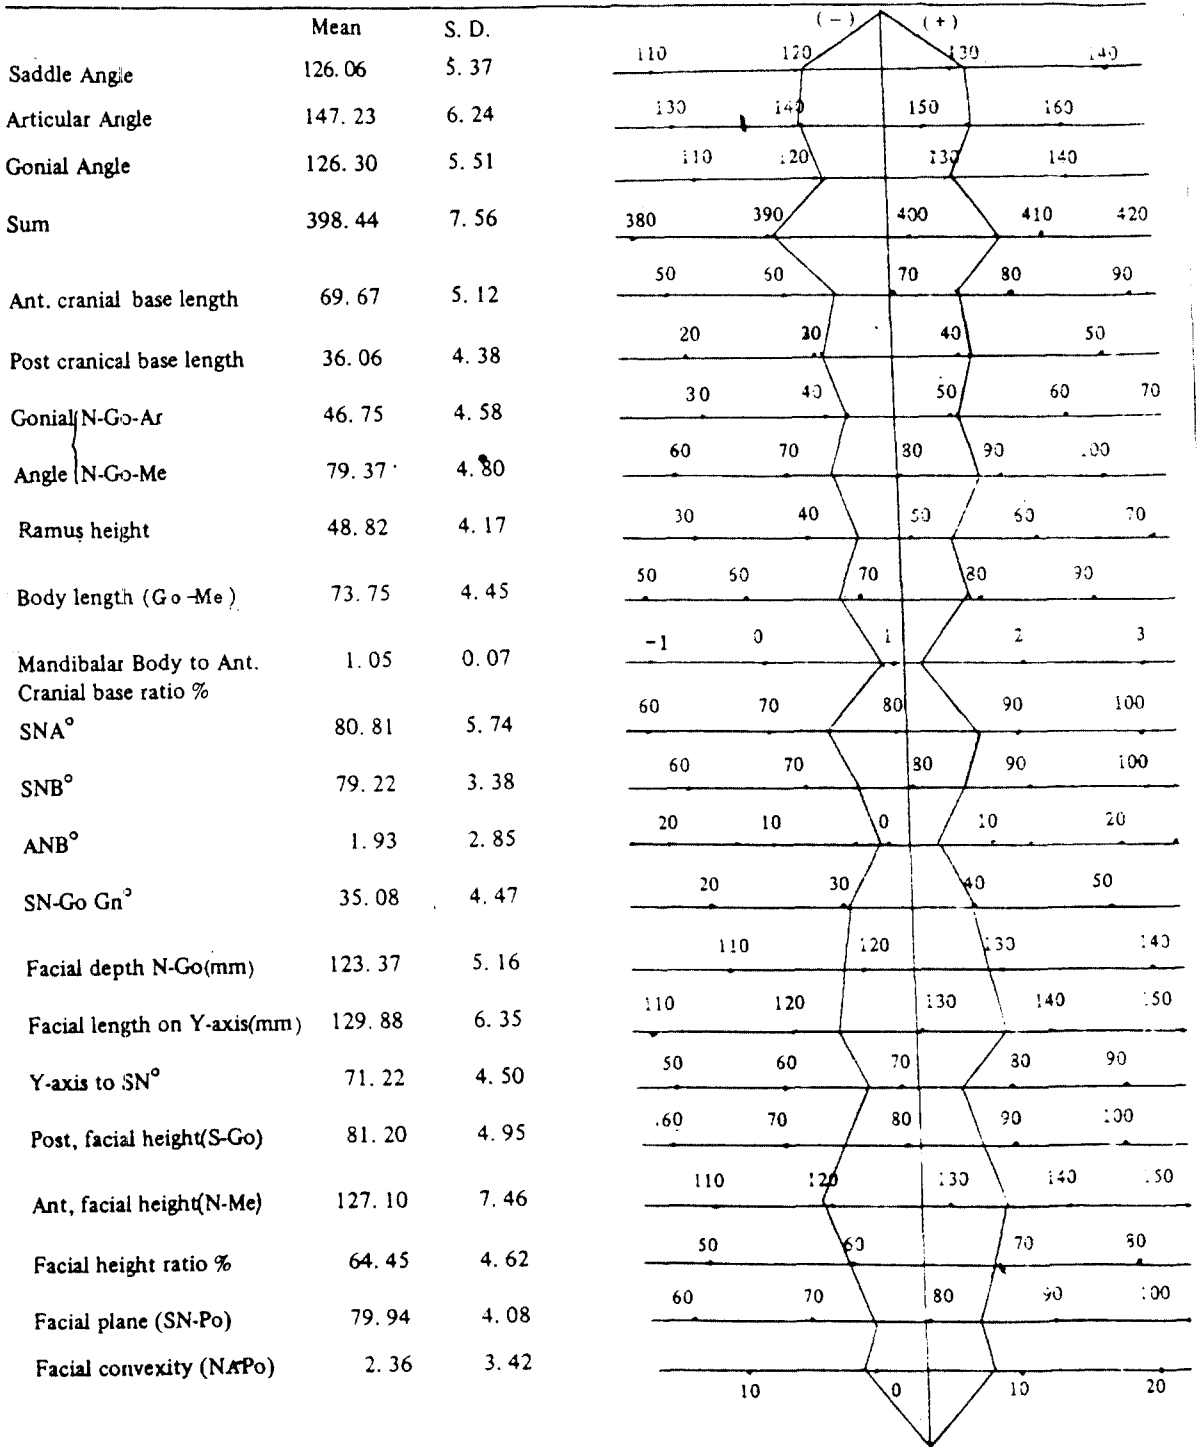 Mean S. D. (-) (+)
110 120 130 140
Saddle Angle 126.06 5.37
130 140 150 160
Articular Angle 147.23 6.24
110 120 130 140
Gonial Angle 126.30 5.51
380 390 400 410 420
Sum 398.44 7.56
50 60 70 80 90
Ant. cranial base length 69.67 5.12
20 30 40 50
Post cranical base length 36.06 4.38
30 40 50 60 70
Gonial N-Go-Ar 46.75 4.58
60 70 80 90 100
Angle N-Go-Me 79.37 4.80
30 40 50 60 70
Ramus height 48.82 4.17
50 60 70 80 90
Body length (Go-Me) 73.75 4.45
-1 0 1 2 3
Mandibalar Body to Ant. 1.05 0.07
Cranial base ratio %
60 70 80 90 100
SNA° 80.81 5.74
60 70 80 90 100
SNB° 79.22 3.38
20 10 0 10 20
ANB° 1.93 2.85
20 30 40 50
SN-Go Gn° 35.08 4.47
110 120 130 140
Facial depth N-Go(mm) 123.37 5.16
110 120 130 140 150
Facial length on Y-axis(mm) 129.88 6.35
50 60 70 80 90
Y-axis to SN° 71.22 4.50
60 70 80 90 100
Post, facial height(S-Go) 81.20 4.95
110 120 130 140 150
Ant, facial height(N-Me) 127.10 7.46
50 60 70 80
Facial height ratio % 64.45 4.62
60 70 80 90 100
Facial plane (SN-Po) 79.94 4.08
Facial convexity (NAPo) 2.36 3.42
10 0 10 20